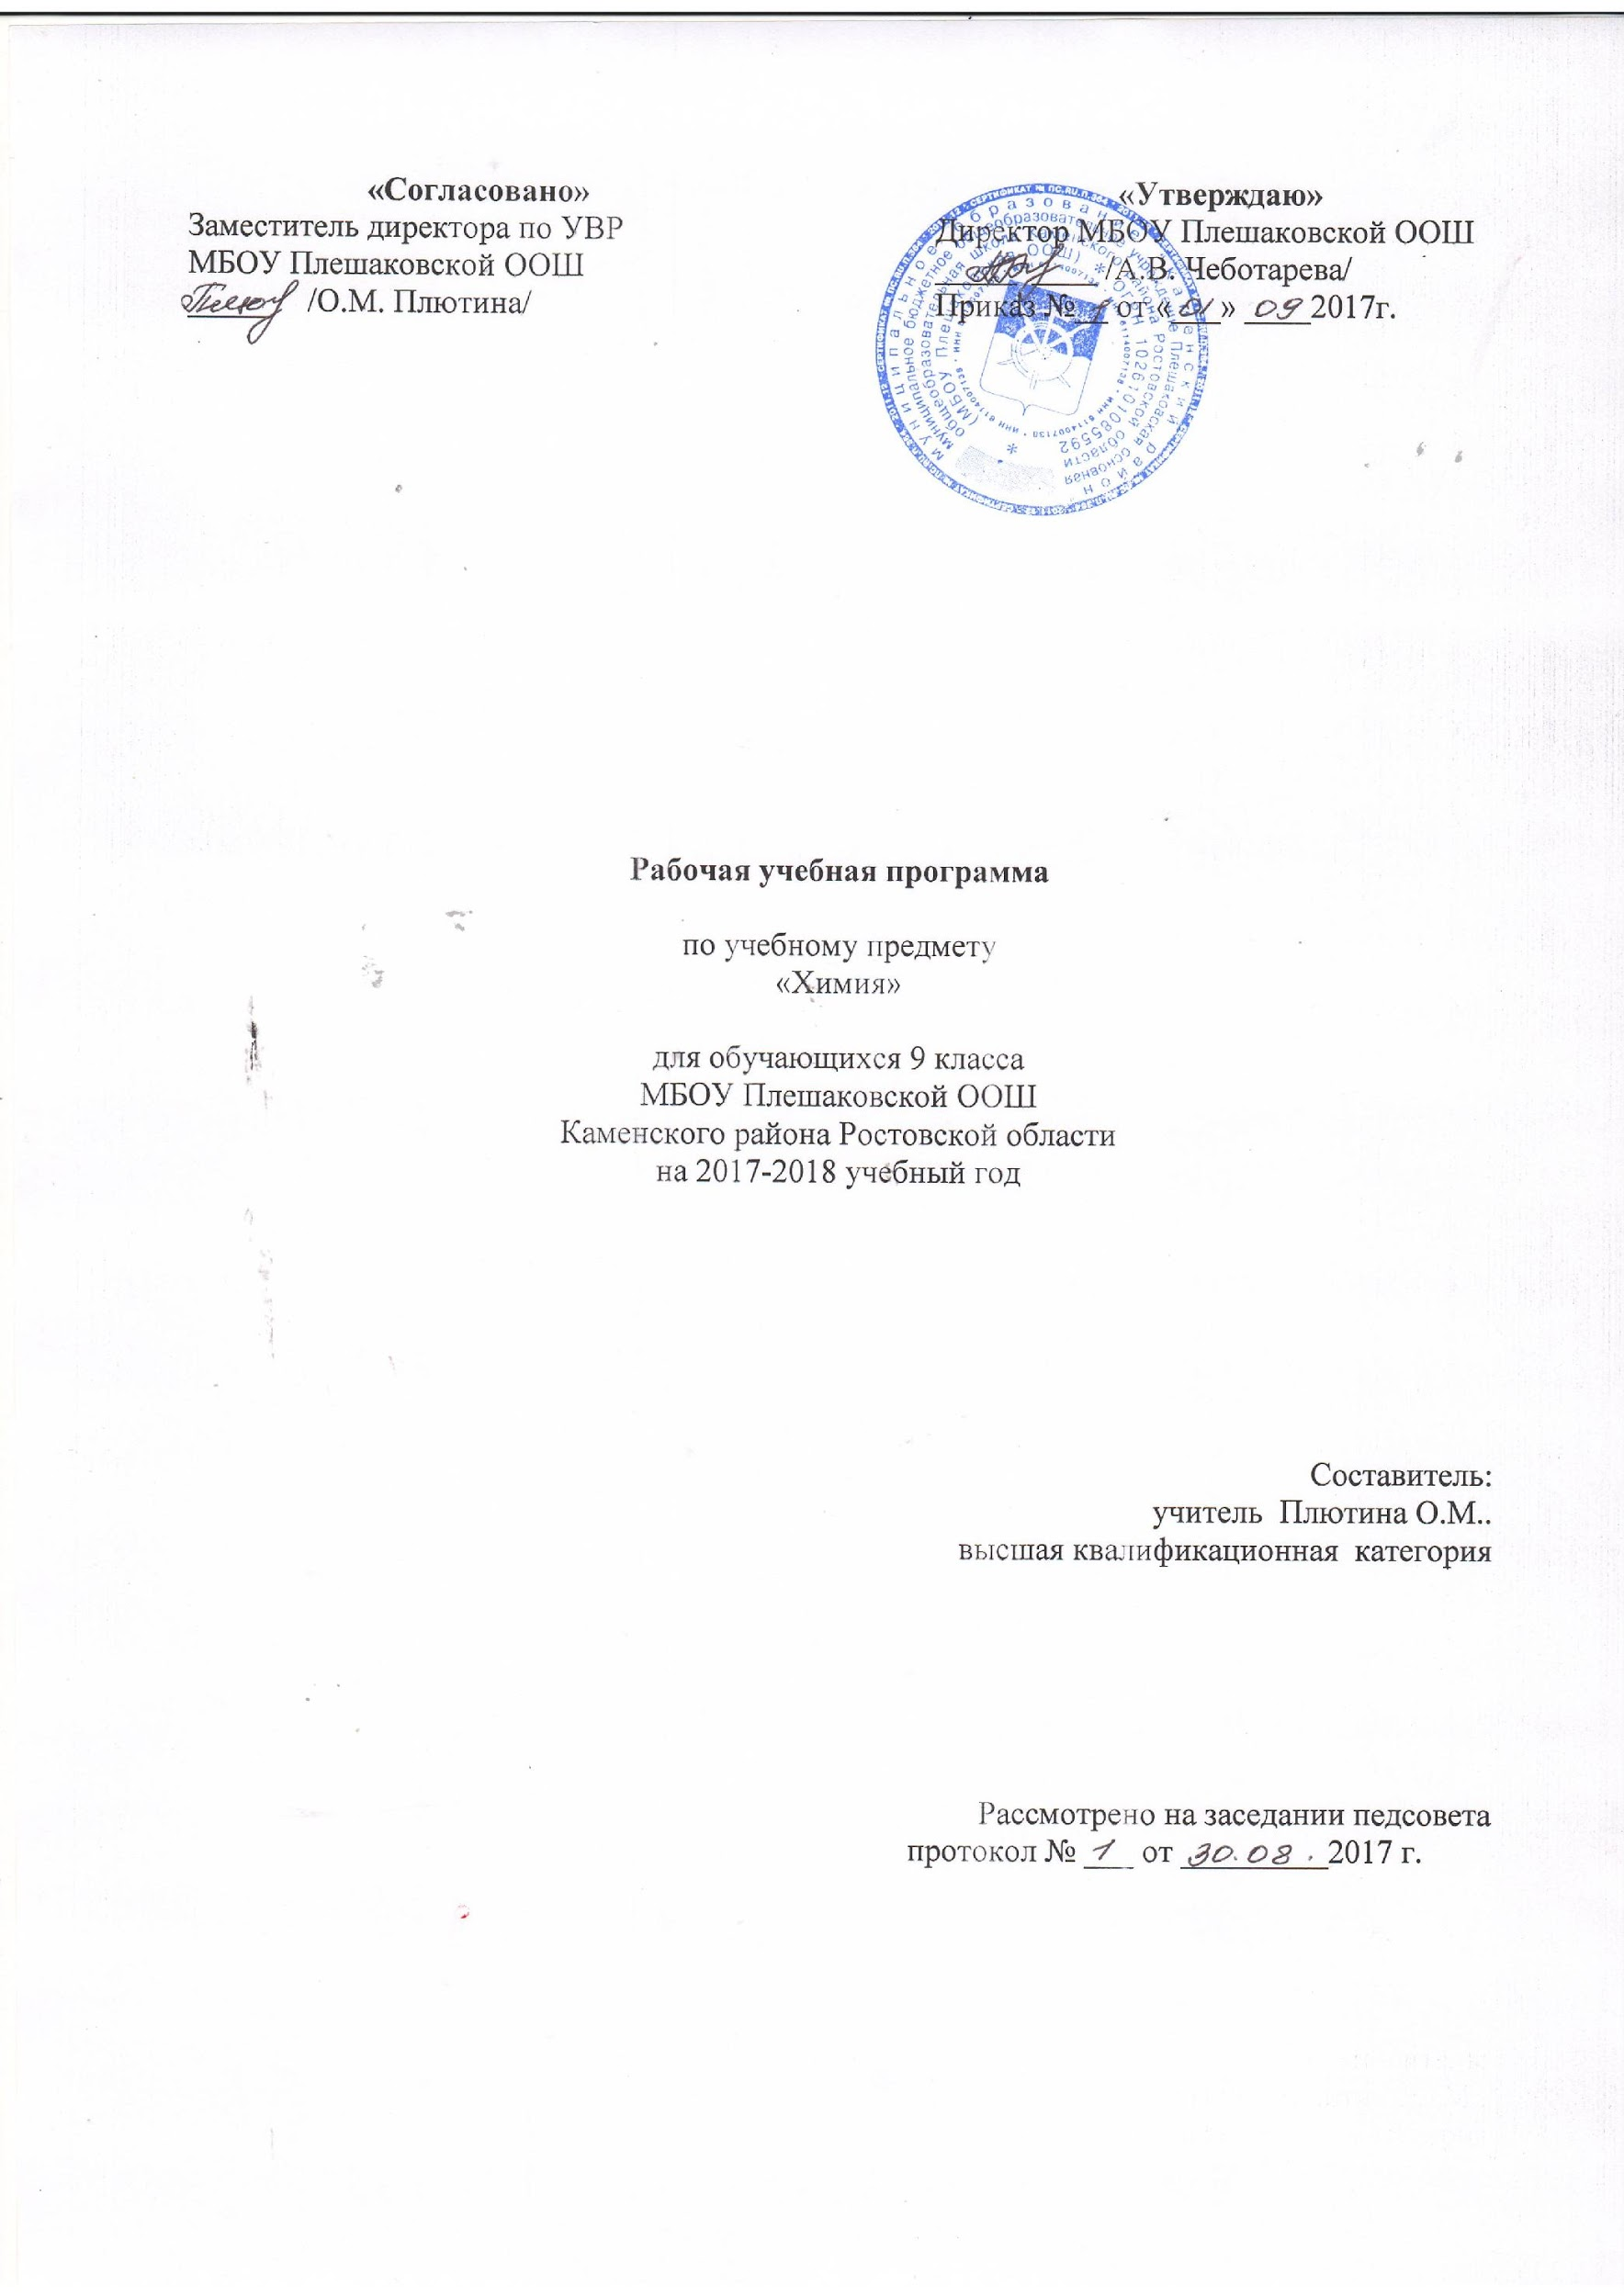 «Согласовано»
Заместитель директора по УВР
МБОУ Плешаковской ООШ
/О.М. Плютина/
«Утверждаю»
Директор МБОУ Плешаковской ООШ
/А.В. Чеботарева/
Приказ № 1 от « 01 » 09 2017г.
Рабочая учебная программа
по учебному предмету
«Химия»
для обучающихся 9 класса
МБОУ Плешаковской ООШ
Каменского района Ростовской области
на 2017-2018 учебный год
Составитель:
учитель Плютина О.М..
высшая квалификационная категория
Рассмотрено на заседании педсовета
протокол № 1 от 30.08.2017 г.